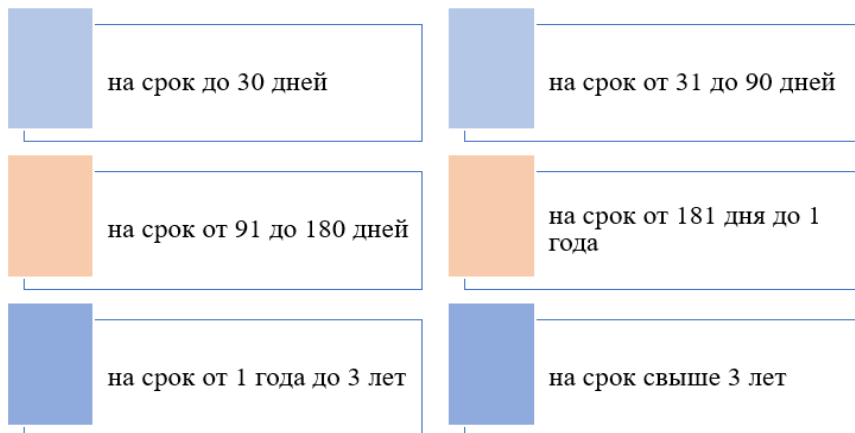 на срок до 30 дней
на срок от 31 до 90 дней
на срок от 91 до 180 дней
на срок от 181 дня до 1
года
на срок от 1 года до 3 лет
на срок свыше 3 лет